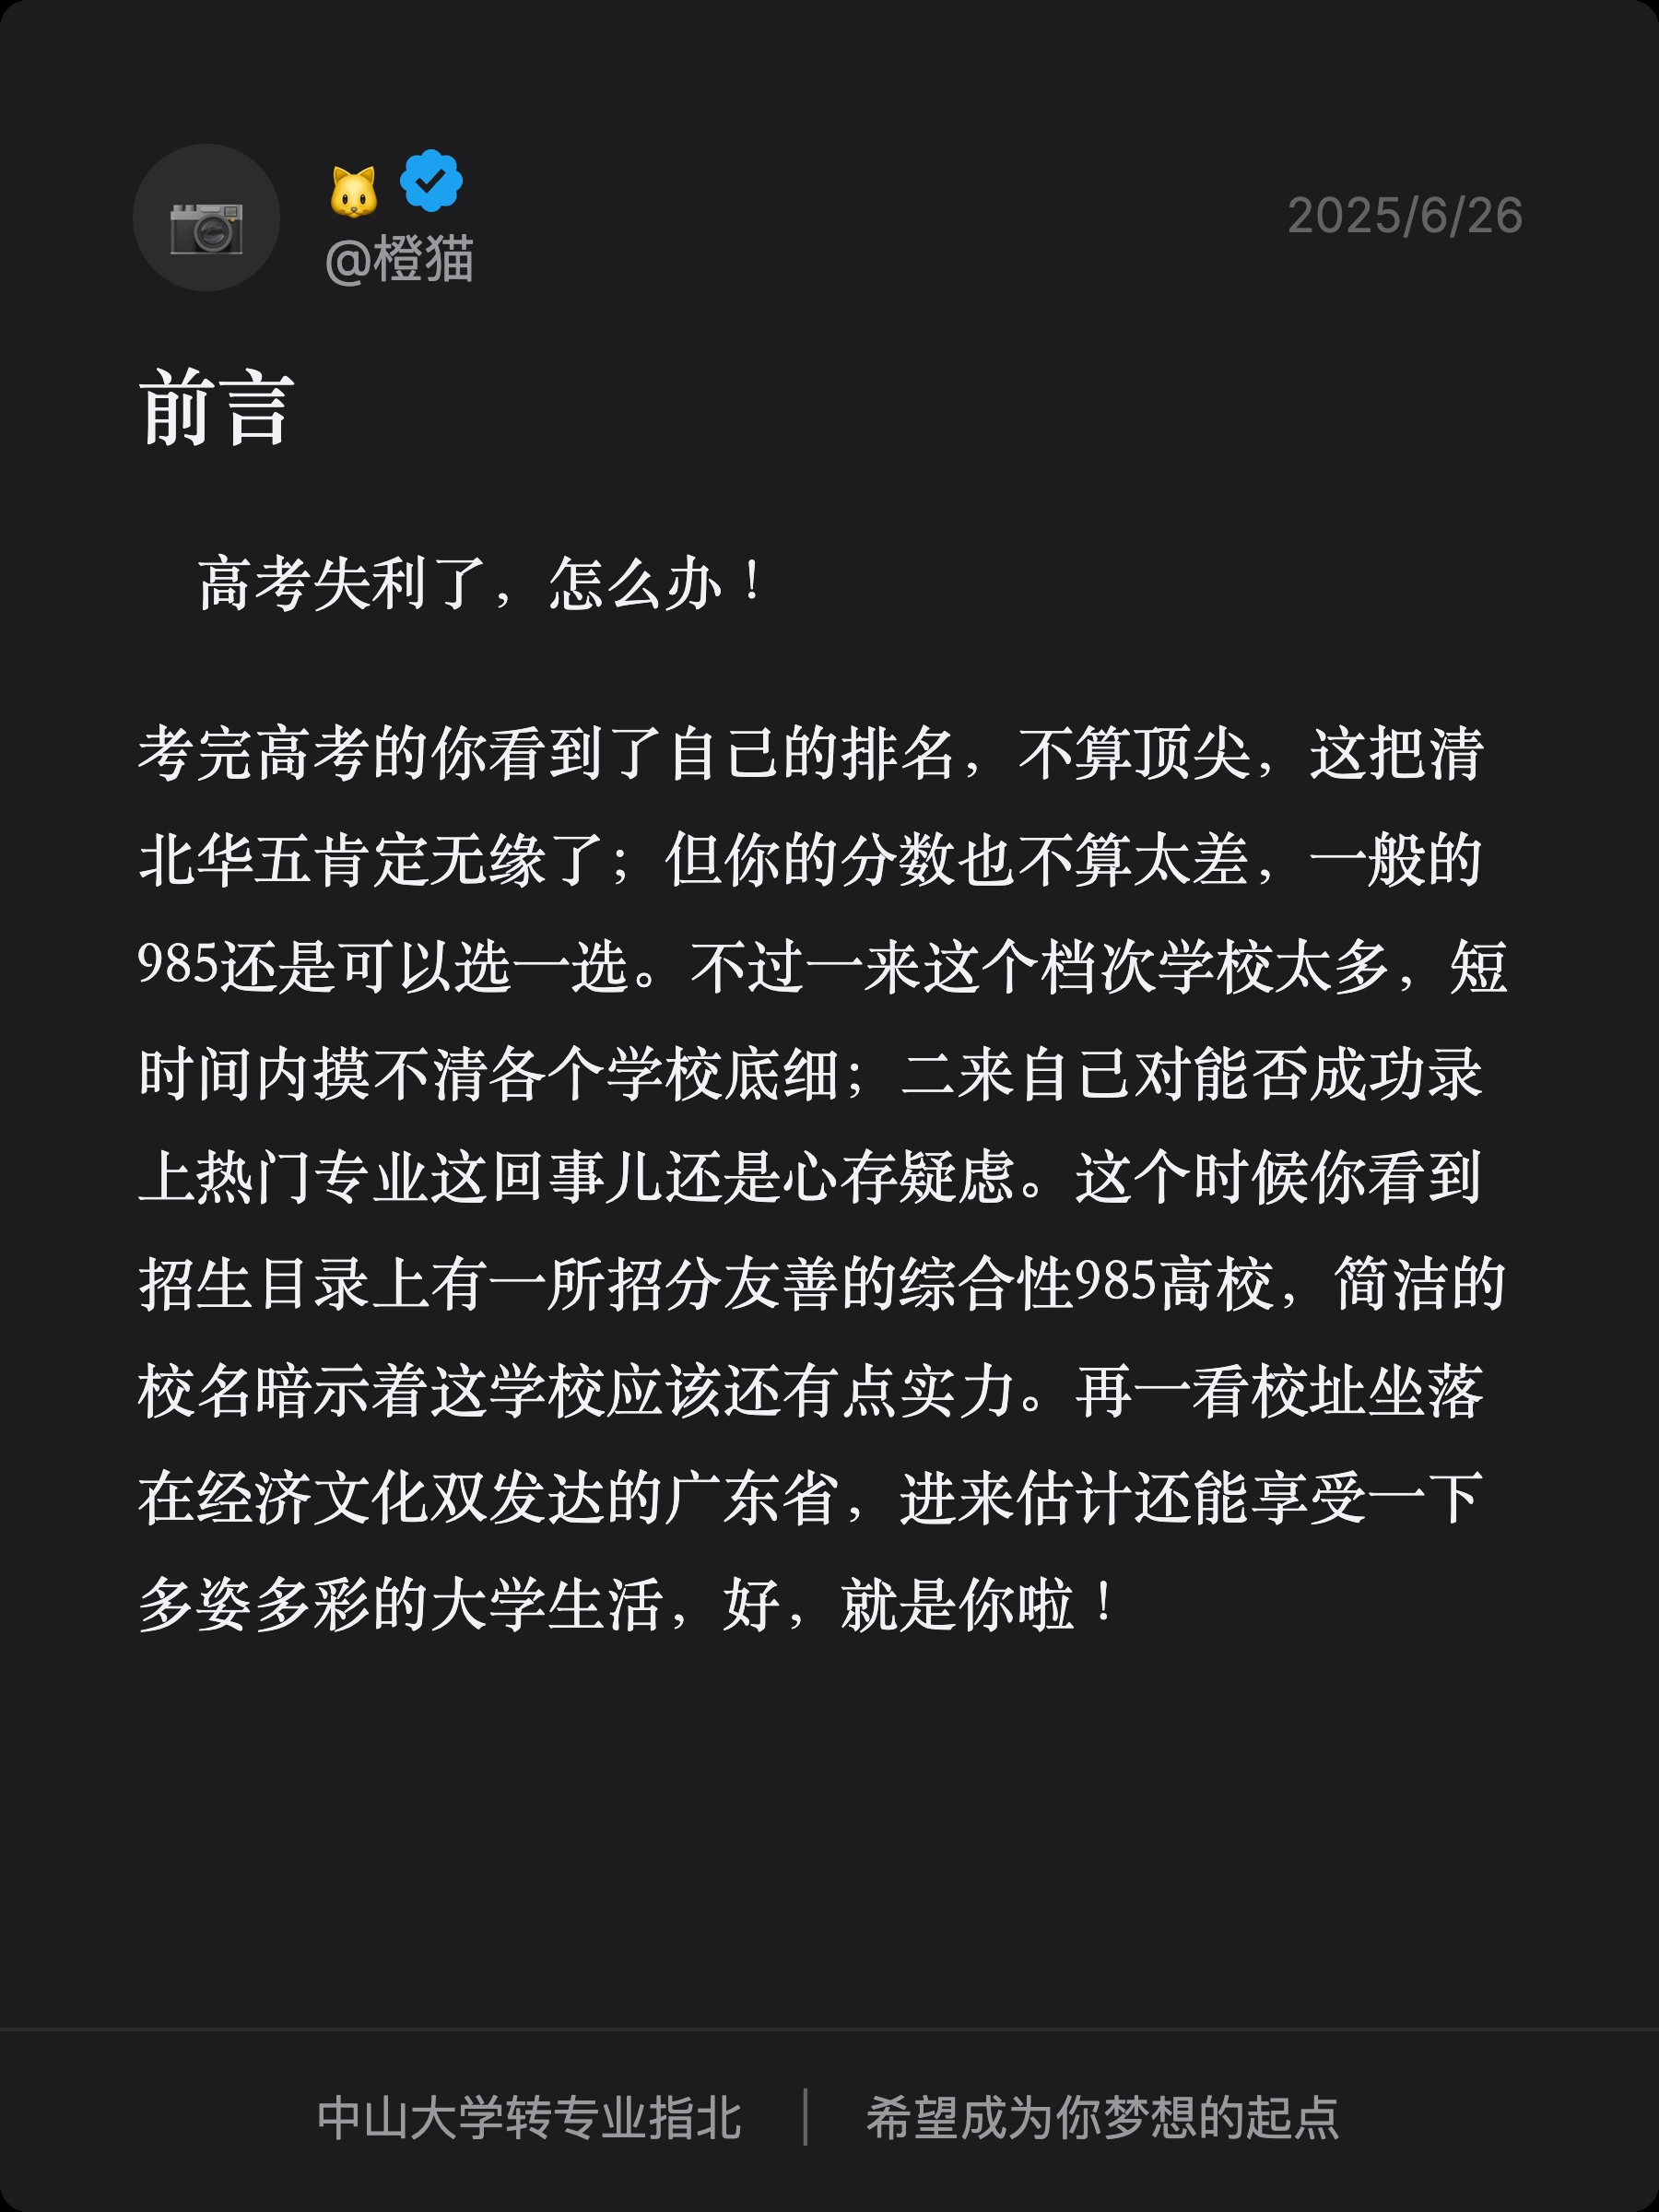 @橙猫
2025/6/26
前言
高考失利了，怎么办！
考完高考的你看到了自己的排名，不算顶尖，这把清
北华五肯定无缘了；但你的分数也不算太差，一般的
985还是可以选一选。不过一来这个档次学校太多，短
时间内摸不清各个学校底细；二来自己对能否成功录
上热门专业这回事儿还是心存疑虑。这个时候你看到
招生目录上有一所招分友善的综合性985高校，简洁的
校名暗示着这学校应该还有点实力。再一看校址坐落
在经济文化双发达的广东省，进来估计还能享受一下
多姿多彩的大学生活，好，就是你啦！
中山大学转专业指北 | 希望成为你梦想的起点